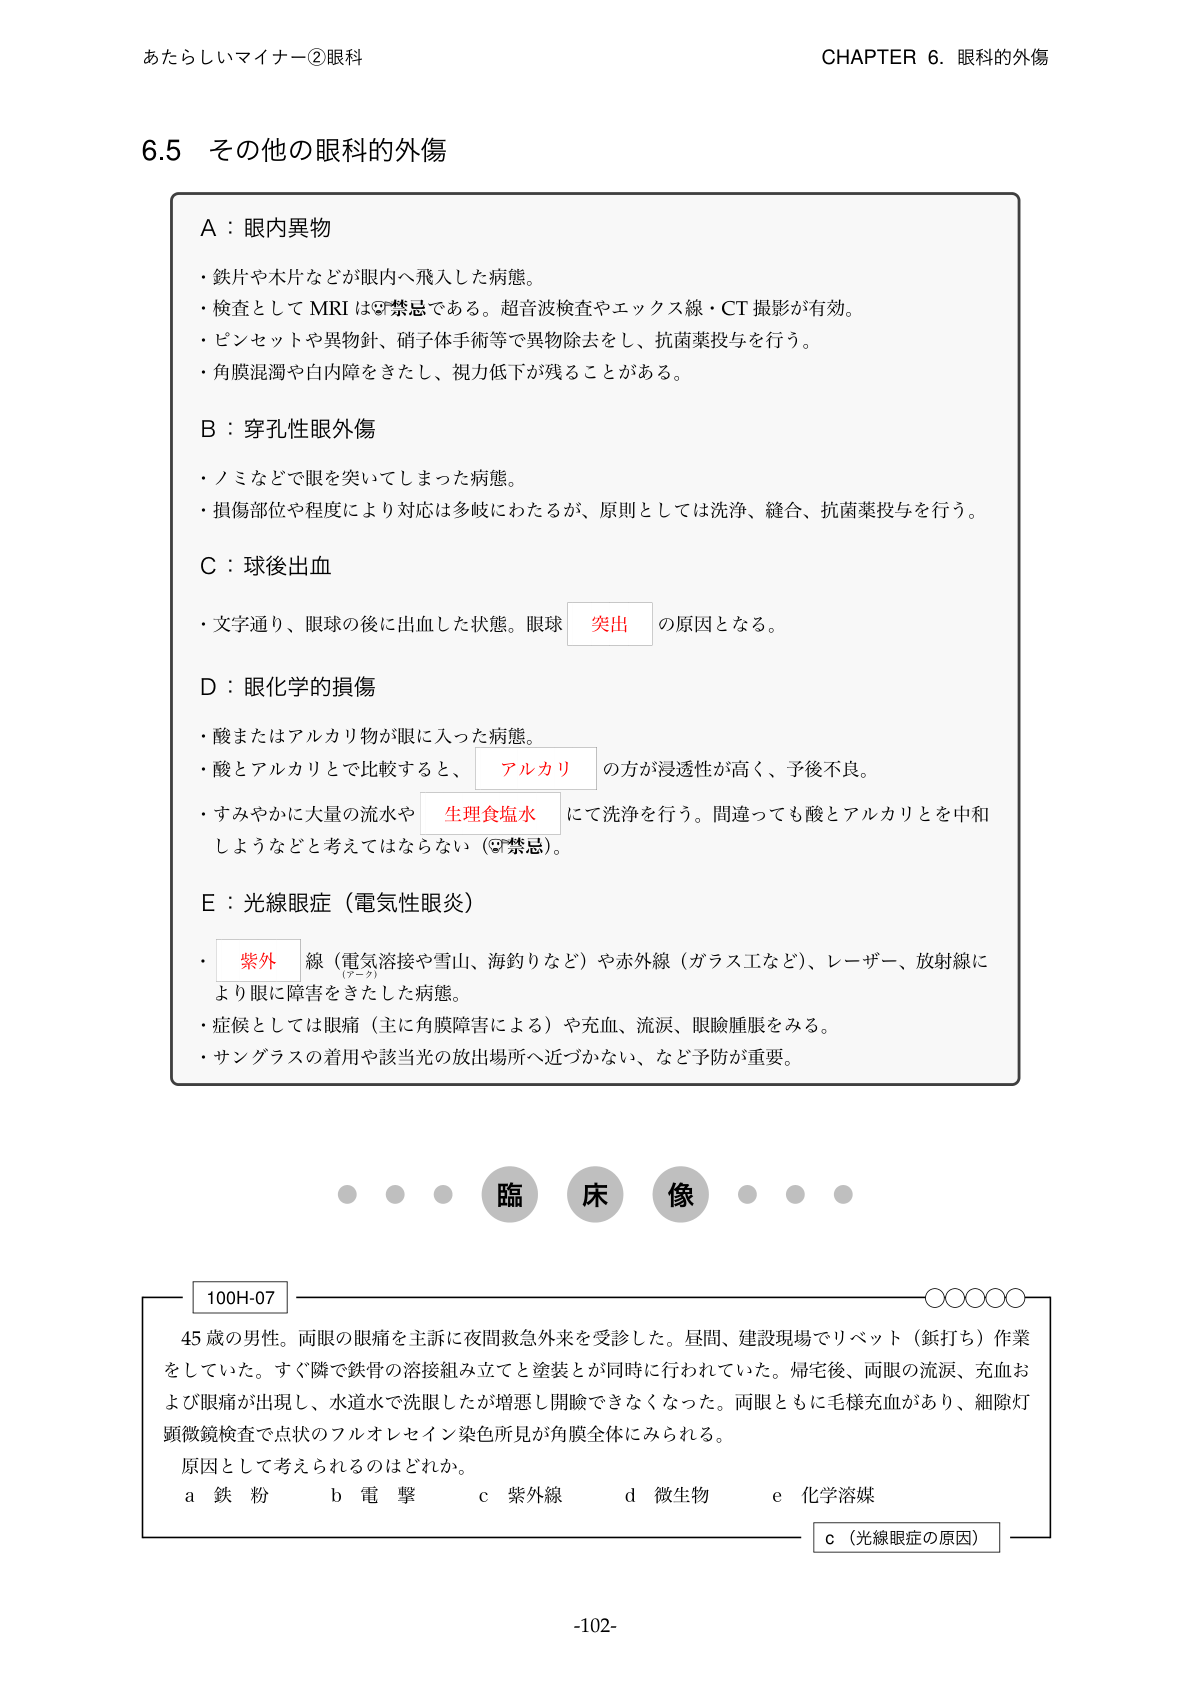 あたらしいマイナー②眼科
CHAPTER 6. 眼科的外傷
6.5 その他の眼科的外傷
A:眼内異物
・鉄片や木片などが眼内へ飛入した病態。
・検査として MRI は禁忌である。超音波検査やエックス線・CT 撮影が有効。
・ピンセットや異物針、硝子体手術等で異物除去をし、抗菌薬投与を行う。
・角膜混濁や白内障をきたし、視力低下が残ることがある。
B:穿孔性眼外傷
・ノミなどで眼を突いてしまった病態。
・損傷部位や程度により対応は多岐にわたるが、原則としては洗浄、縫合、抗菌薬投与を行う。
C:球後出血
・文字通り、眼球の後に出血した状態。眼球 突出 の原因となる。
D:眼化学的損傷
・酸またはアルカリ物が眼に入った病態。
・酸とアルカリとで比較すると、 アルカリ の方が浸透性が高く、予後不良。
・すみやかに大量の流水や 生理食塩水 にて洗浄を行う。間違っても酸とアルカリとを中和
しようなどと考えてはならない(禁忌)。
E:光線眼症(電気性眼炎)
・ 紫外 線(電気溶接や雪山、海釣りなど)や赤外線(ガラス工など)、レーザー、放射線に
(アーク)
より眼に障害をきたした病態。
・症候としては眼痛(主に角膜障害による)や充血、流涙、眼瞼腫脹をみる。
・サングラスの着用や該当光の放出場所へ近づかない、など予防が重要。
臨床像
100H-07 ○○○○○
45 歳の男性。両眼の眼痛を主訴に夜間救急外来を受診した。昼間、建設現場でリベット(鋲打ち)作業
をしていた。すぐ隣で鉄骨の溶接組み立てと塗装とが同時に行われていた。帰宅後、両眼の流涙、充血お
よび眼痛が出現し、水道水で洗眼したが増悪し開瞼できなくなった。両眼ともに毛様充血があり、細隙灯
顕微鏡検査で点状のフルオレセイン染色所見が角膜全体にみられる。
原因として考えられるのはどれか。
a 鉄 粉 b 電 撃 c 紫外線 d 微生物 e 化学溶媒
c (光線眼症の原因)
-102-